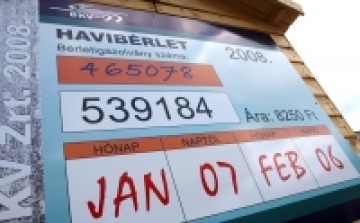 BKV
HAVIBÉRLET
2008.
Bérletigazolvány száma:
465078
539184
Ára: 8250 Ft
HÓNAP NAPTÓL HÓNAP NAPIG
JAN 07 FEB 06
KV Zrt. 2008.